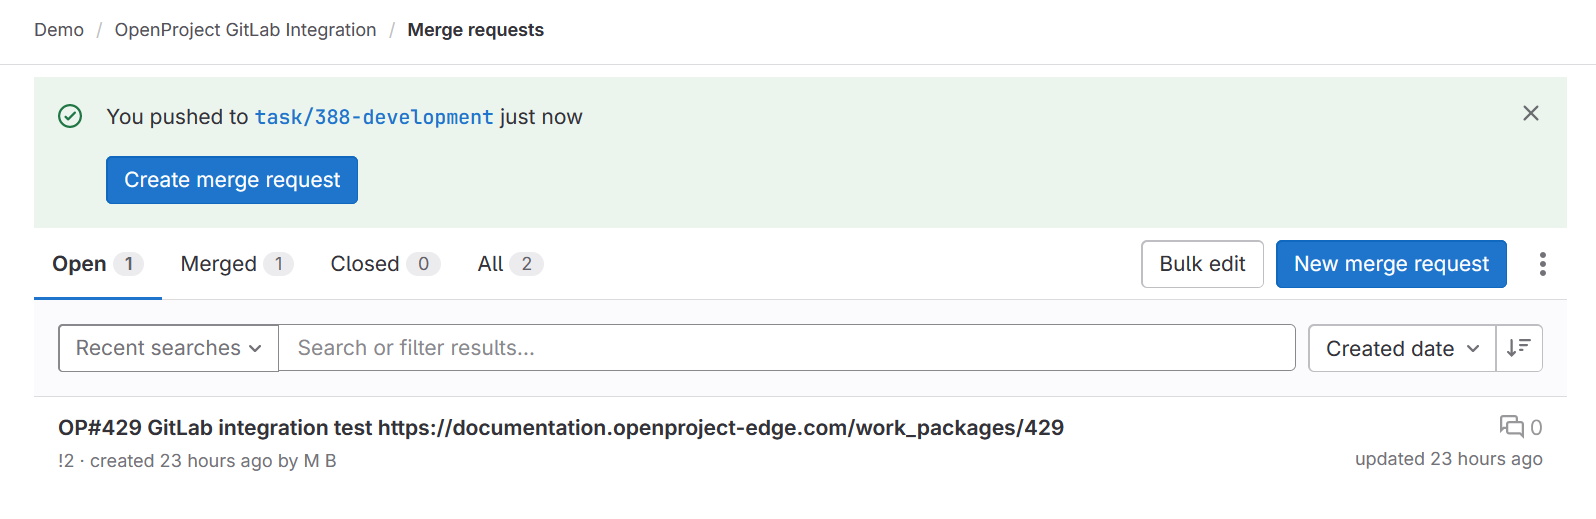 Demo / OpenProject GitLab Integration / Merge requests
You pushed to task/388-development just now
Create merge request
Open 1 Merged 1 Closed 0 All 2 Bulk edit New merge request
Recent searches Search or filter results... Created date
OP#429 GitLab integration test https://documentation.openproject-edge.com/work_packages/429 0
!2 · created 23 hours ago by M B updated 23 hours ago